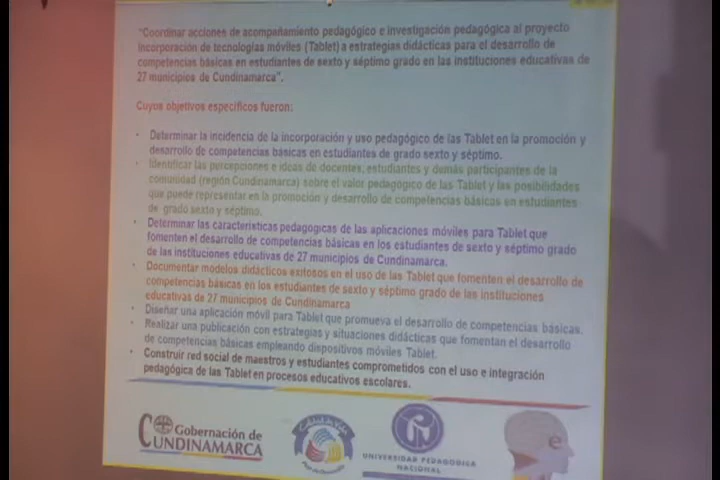 "Coordinar acciones de acompañamiento pedagógico e investigación pedagógica al proyecto
incorporación de tecnologías móviles (Tablet) a estrategias didácticas para el desarrollo de
competencias básicas en estudiantes de sexto y séptimo grado en las instituciones educativas de
27 municipios de Cundinamarca".
Cuyos objetivos específicos fueron:
• Determinar la incidencia de la incorporación y uso pedagógico de las Tablet en la promoción y
desarrollo de competencias básicas en estudiantes de grado sexto y séptimo.
• Identificar las percepciones e ideas de docentes, estudiantes y demás participantes de la
comunidad (región Cundinamarca) sobre el valor pedagógico de las Tablet y las posibilidades
que puede representar en la promoción y desarrollo de competencias básicas en estudiantes
de grado sexto y séptimo.
• Determinar las características pedagógicas de las aplicaciones móviles para Tablet que
fomenten el desarrollo de competencias básicas en los estudiantes de sexto y séptimo grado
de las instituciones educativas de 27 municipios de Cundinamarca.
• Documentar modelos didácticos exitosos en el uso de las Tablet que fomenten el desarrollo de
competencias básicas en los estudiantes de sexto y séptimo grado de las instituciones
educativas de 27 municipios de Cundinamarca
• Diseñar una aplicación móvil para Tablet que promueva el desarrollo de competencias básicas.
• Realizar una publicación con estrategias y situaciones didácticas que fomentan el desarrollo
de competencias básicas empleando dispositivos móviles Tablet.
• Construir red social de maestros y estudiantes comprometidos con el uso e integración
pedagógica de las Tablet en procesos educativos escolares.
Gobernación de
CUNDINAMARCA
UNIVERSIDAD PEDAGOGICA
NACIONAL